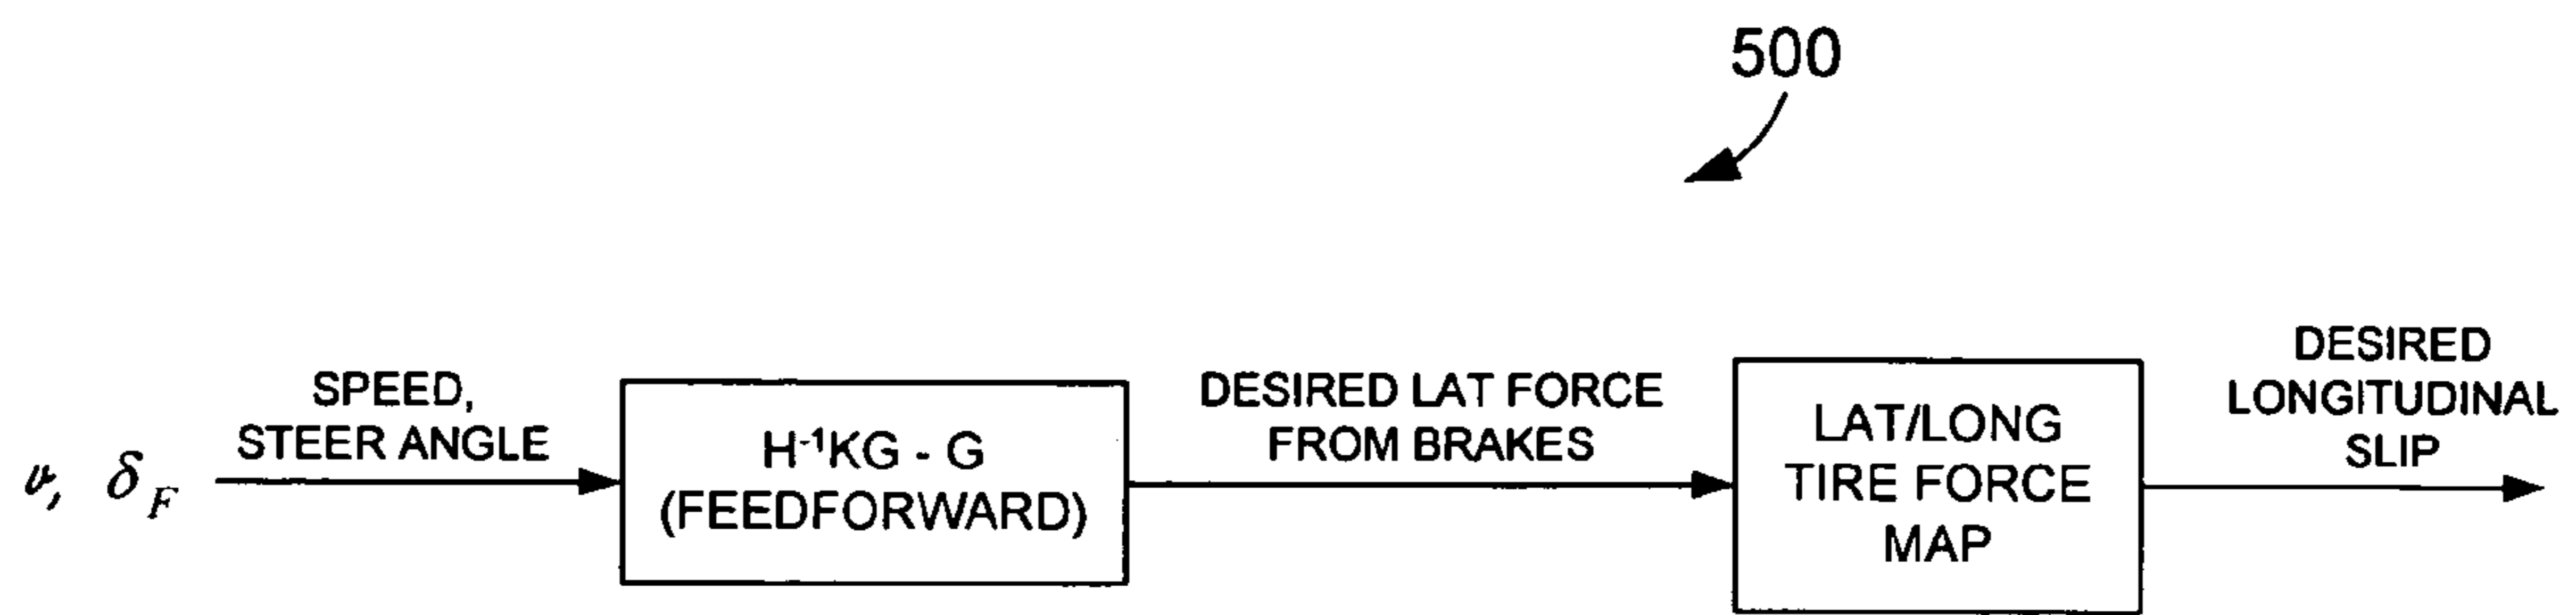 500
SPEED,
STEER ANGLE
v, δF
H⁻¹KG - G
(FEEDFORWARD)
DESIRED LAT FORCE
FROM BRAKES
LAT/LONG
TIRE FORCE
MAP
DESIRED
LONGITUDINAL
SLIP